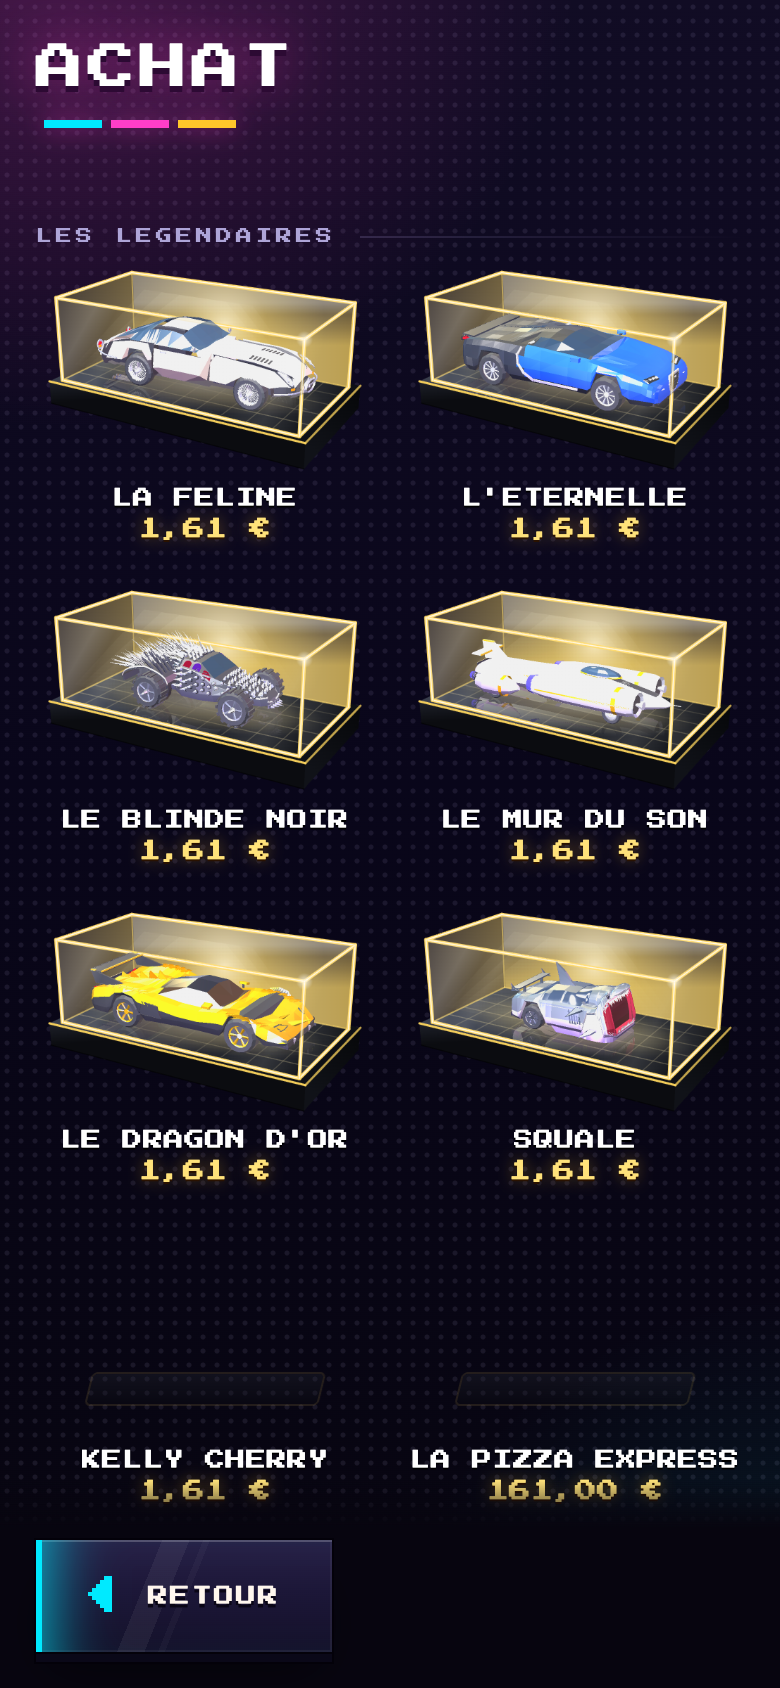 ACHAT
LES LEGENDAIRES
LA FELINE
1,61 €
L'ETERNELLE
1,61 €
LE BLINDE NOIR
1,61 €
LE MUR DU SON
1,61 €
LE DRAGON D'OR
1,61 €
SQUALE
1,61 €
KELLY CHERRY
1,61 €
LA PIZZA EXPRESS
161,00 €
RETOUR